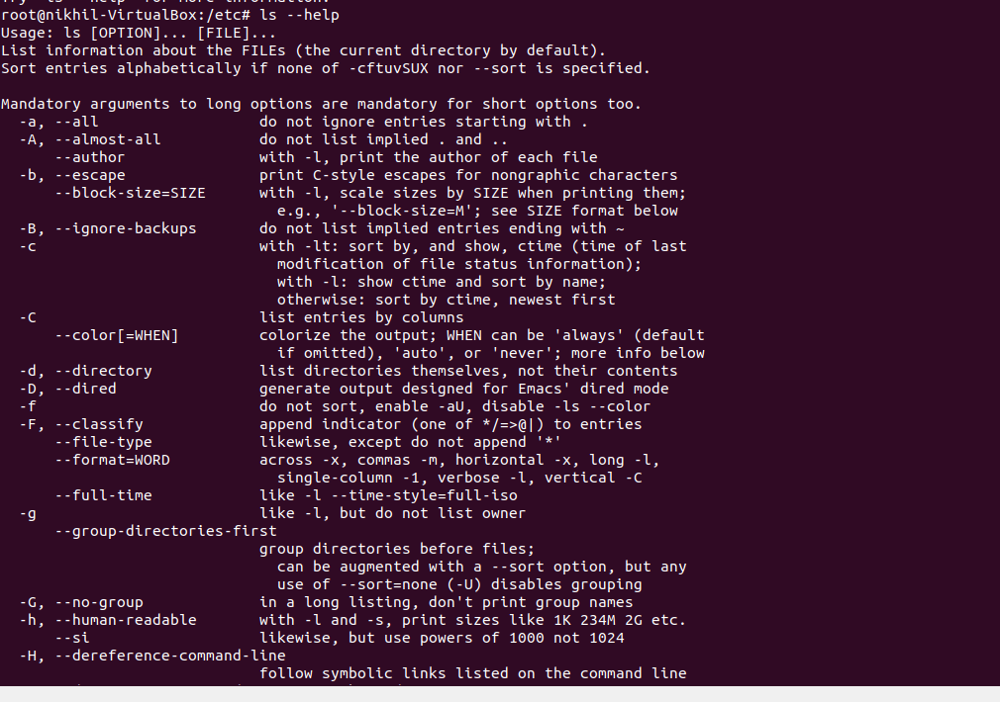 root@nikhil-VirtualBox:/etc# ls --help
Usage: ls [OPTION]... [FILE]...
List information about the FILEs (the current directory by default).
Sort entries alphabetically if none of -cftuvSUX nor --sort is specified.

Mandatory arguments to long options are mandatory for short options too.
  -a, --all                  do not ignore entries starting with .
  -A, --almost-all           do not list implied . and ..
      --author               with -l, print the author of each file
  -b, --escape               print C-style escapes for nongraphic characters
      --block-size=SIZE      with -l, scale sizes by SIZE when printing them;
                               e.g., '--block-size=M'; see SIZE format below
  -B, --ignore-backups       do not list implied entries ending with ~
  -c                         with -lt: sort by, and show, ctime (time of last
                               modification of file status information);
                               with -l: show ctime and sort by name;
                               otherwise: sort by ctime, newest first
  -C                         list entries by columns
      --color[=WHEN]         colorize the output; WHEN can be 'always' (default
                               if omitted), 'auto', or 'never'; more info below
  -d, --directory            list directories themselves, not their contents
  -D, --dired                generate output designed for Emacs' dired mode
  -f                         do not sort, enable -aU, disable -ls --color
  -F, --classify             append indicator (one of */=>@|) to entries
      --file-type            likewise, except do not append '*'
      --format=WORD          across -x, commas -m, horizontal -x, long -l,
                               single-column -1, verbose -l, vertical -C
      --full-time            like -l --time-style=full-iso
  -g                         like -l, but do not list owner
      --group-directories-first
                             group directories before files;
                               can be augmented with a --sort option, but any
                               use of --sort=none (-U) disables grouping
  -G, --no-group             in a long listing, don't print group names
  -h, --human-readable       with -l and -s, print sizes like 1K 234M 2G etc.
      --si                   likewise, but use powers of 1000 not 1024
  -H, --dereference-command-line
                             follow symbolic links listed on the command line